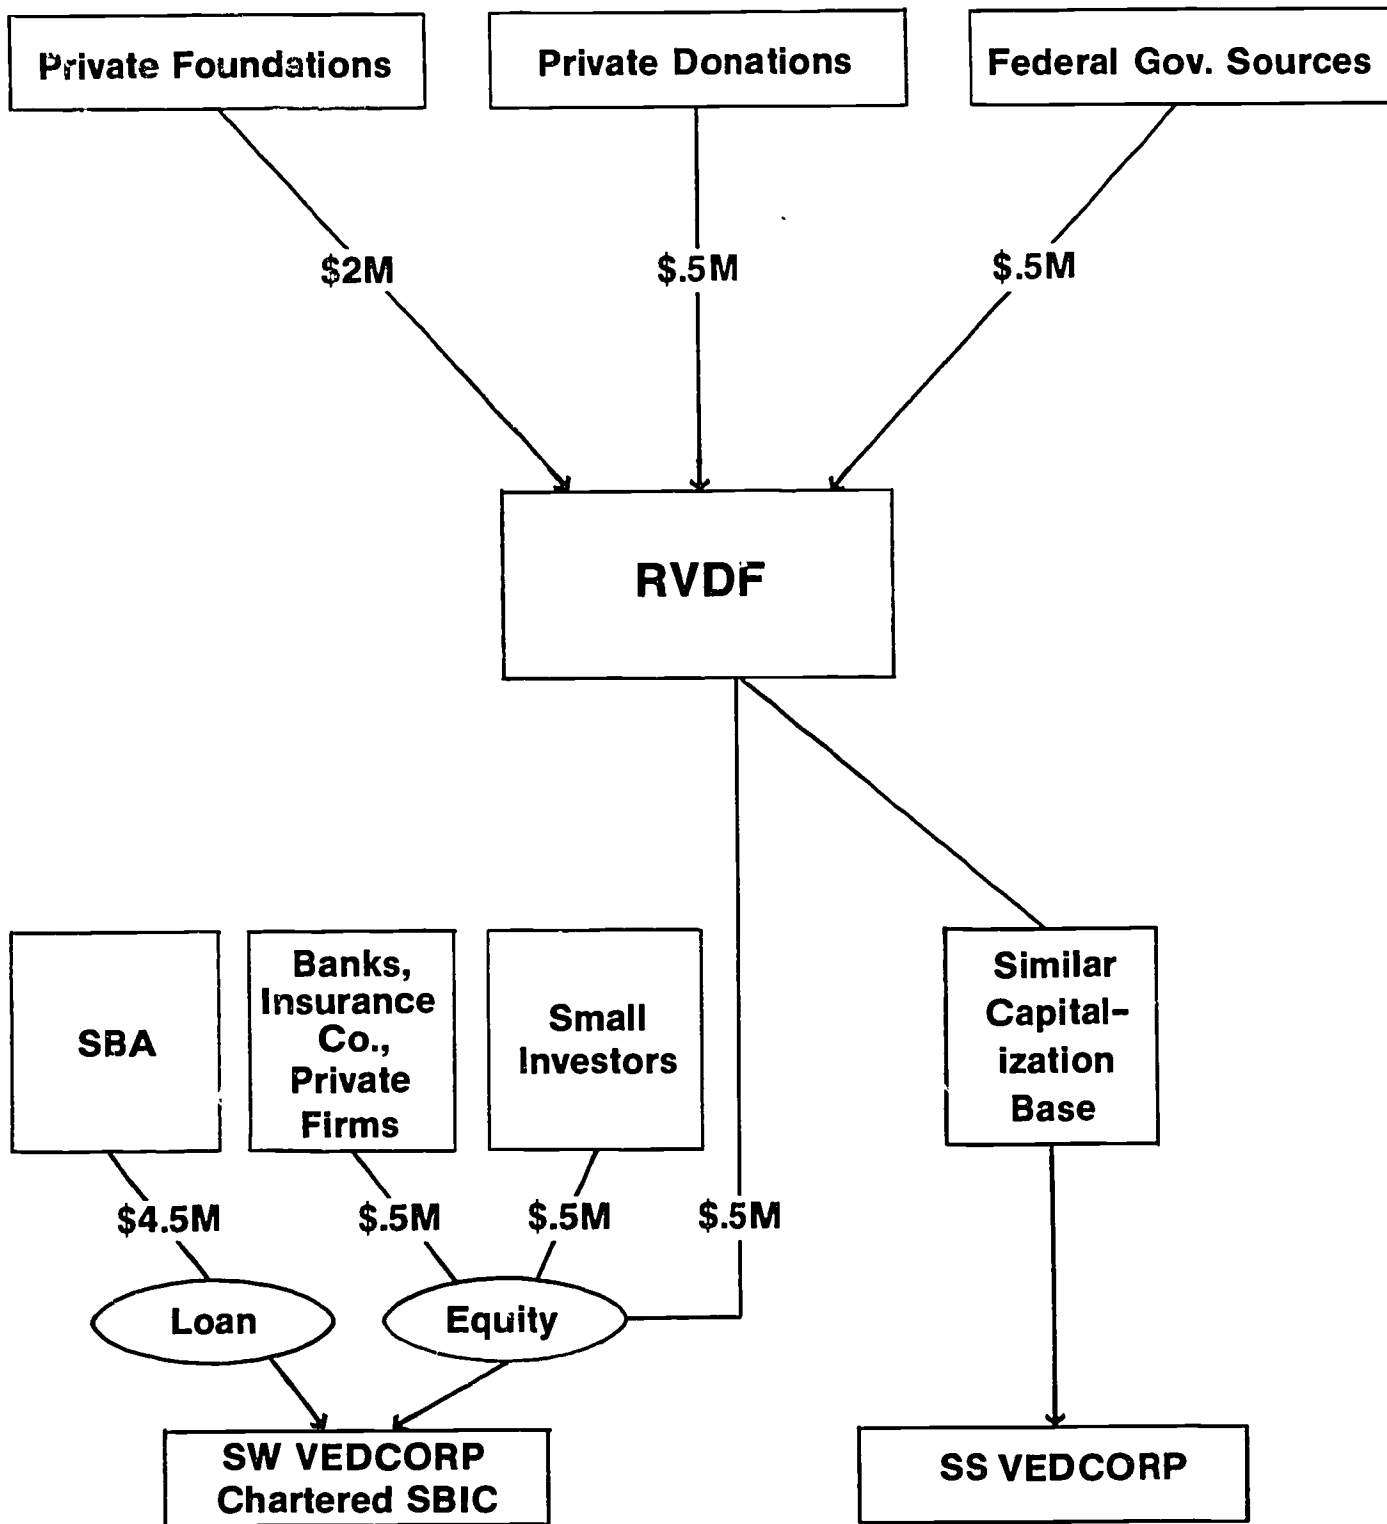 Private Foundations
Private Donations
Federal Gov. Sources
$2M
$.5M
$.5M
RVDF
SBA
Banks,
Insurance
Co.,
Private
Firms
Small
Investors
Similar
Capital-
ization
Base
$4.5M
$.5M
$.5M
$.5M
Loan
Equity
SW VEDCORP
Chartered SBIC
SS VEDCORP